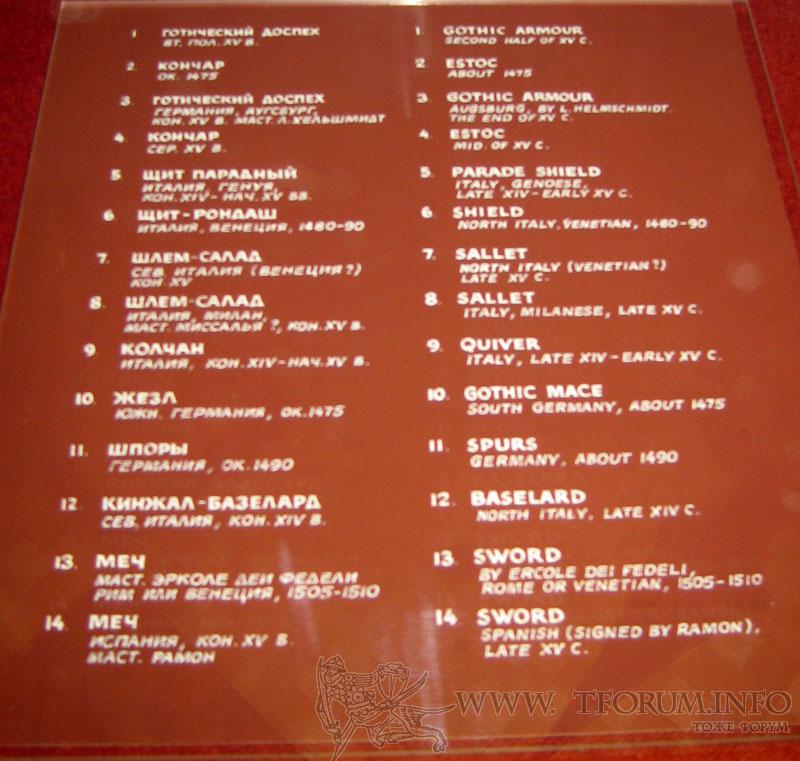 1. ГОТИЧЕСКИЙ ДОСПЕХ
ВТ. ПОЛ. XV В.
2. КОНЧАР
ОК. 1475
3. ГОТИЧЕСКИЙ ДОСПЕХ
ГЕРМАНИЯ, АУГСБУРГ,
КОН. XV В. МАСТ. Л. ХЕЛЬШМИДТ
4. КОНЧАР
СЕР. XV В.
5. ЩИТ ПАРАДНЫЙ
ИТАЛИЯ, ГЕНУЯ,
КОН. XIV - НАЧ. XV ВВ.
6. ЩИТ-РОНДАШ
ИТАЛИЯ, ВЕНЕЦИЯ, 1480-90
7. ШЛЕМ-САЛАД
СЕВ. ИТАЛИЯ (ВЕНЕЦИЯ?)
КОН XV
8. ШЛЕМ-САЛАД
ИТАЛИЯ, МИЛАН,
МАСТ. МИССАЛЬЯ ?, КОН. XV В.
9. КОЛЧАН
ИТАЛИЯ, КОН. XIV - НАЧ. XV В.
10. ЖЕЗЛ
ЮЖН. ГЕРМАНИЯ, ОК. 1475
11. ШПОРЫ
ГЕРМАНИЯ, ОК. 1490
12. КИНЖАЛ-БАЗЕЛАРД
СЕВ. ИТАЛИЯ, КОН. XIV В.
13. МЕЧ
МАСТ. ЭРКОЛЕ ДЕИ ФЕДЕЛИ
РИМ ИЛИ ВЕНЕЦИЯ, 1505-1510
14. МЕЧ
ИСПАНИЯ, КОН. XV В.
МАСТ. РАМОН
1. GOTHIC ARMOUR
SECOND HALF OF XV C.
2. ESTOC
ABOUT 1475
3. GOTHIC ARMOUR
AUGSBURG, BY L. HELMSCHMIDT.
THE END OF XV C.
4. ESTOC
MID. OF XV C.
5. PARADE SHIELD
ITALY, GENOESE,
LATE XIV - EARLY XV C.
6. SHIELD
NORTH ITALY, VENETIAN, 1480-90
7. SALLET
NORTH ITALY (VENETIAN?)
LATE XV C.
8. SALLET
ITALY, MILANESE, LATE XV C.
9. QUIVER
ITALY, LATE XIV - EARLY XV C.
10. GOTHIC MACE
SOUTH GERMANY, ABOUT 1475
11. SPURS
GERMANY, ABOUT 1490
12. BASELARD
NORTH ITALY, LATE XIV C.
13. SWORD
BY ERCOLE DEI FEDELI,
ROME OR VENETIAN, 1505-1510
14. SWORD
SPANISH (SIGNED BY RAMON),
LATE XV C.
WWW. TFORUM.INFO
ТОЖЕ ФОРУМ